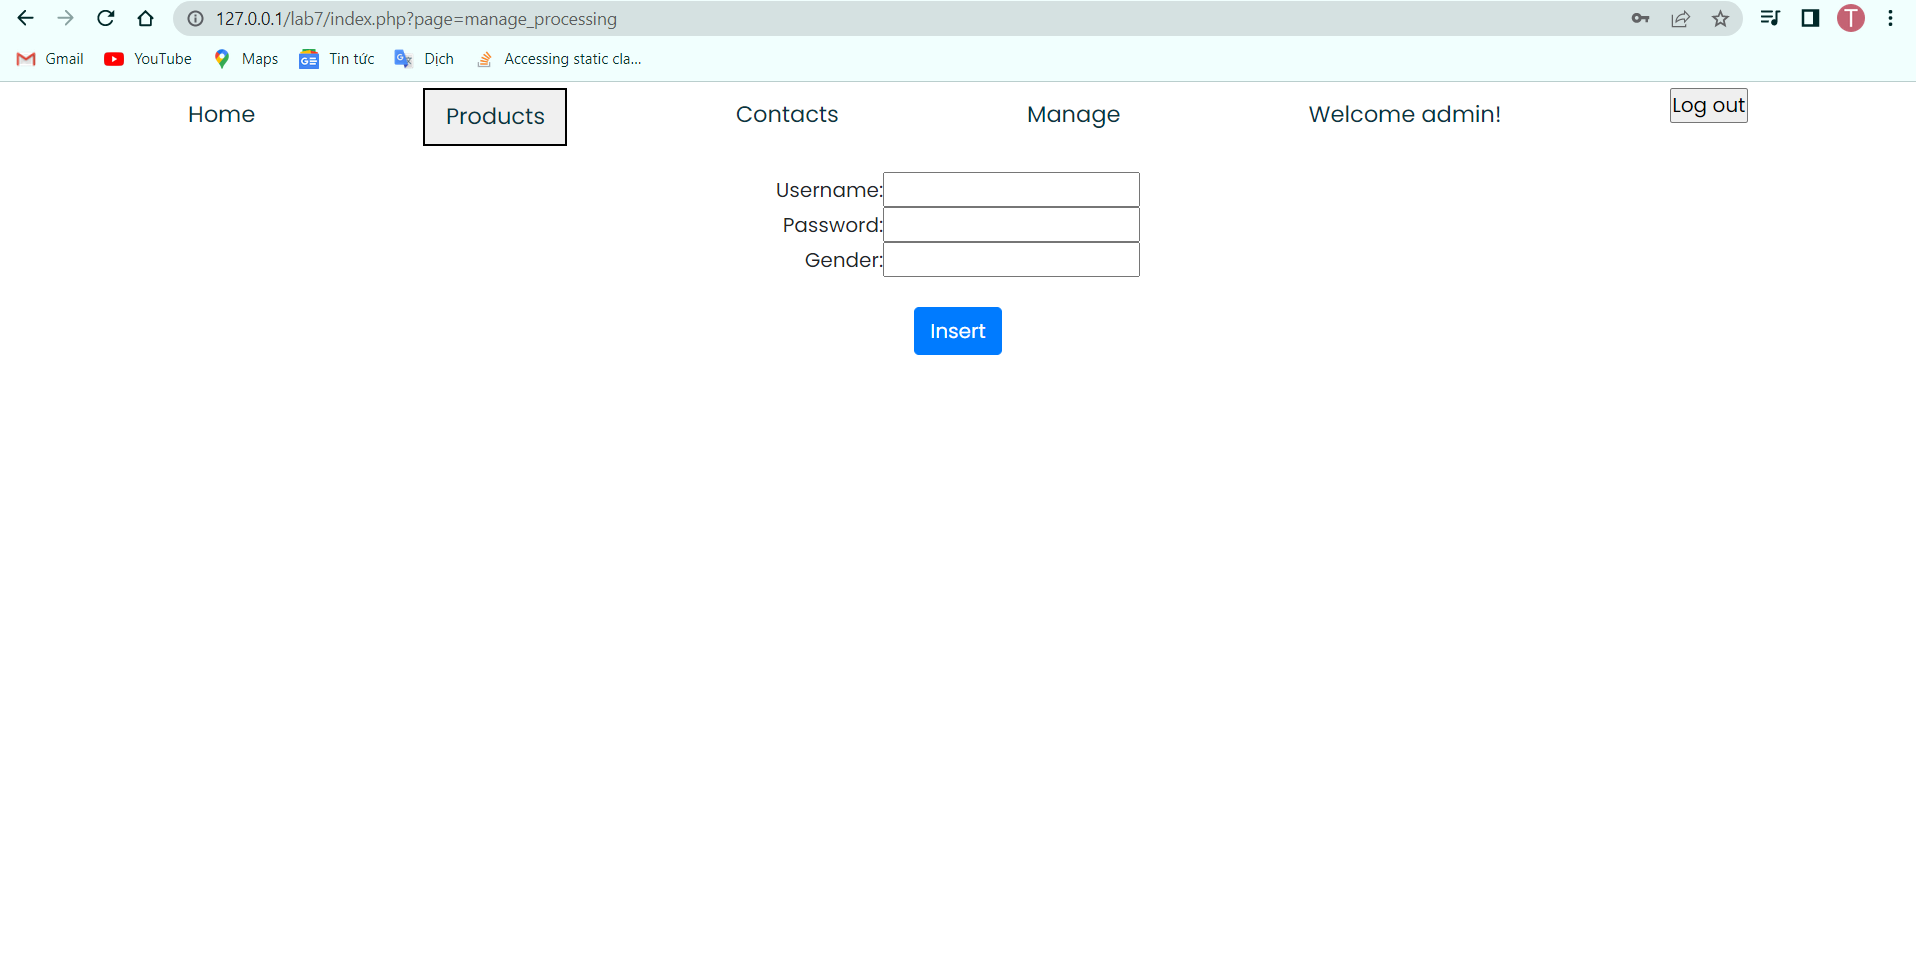 127.0.0.1/lab7/index.php?page=manage_processing
T
Gmail YouTube Maps Tin tức Dịch Accessing static cla...
Home Products Contacts Manage Welcome admin! Log out
Username:
Password:
Gender:
Insert